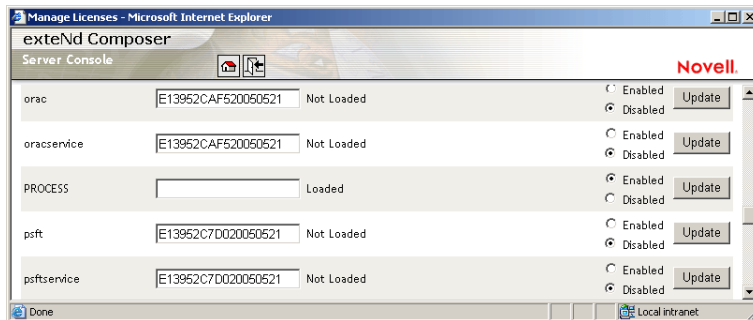 Manage Licenses - Microsoft Internet Explorer
exteNd Composer
Server Console
Novell.
orac E13952CAF520050521 Not Loaded Enabled Disabled Update
oracservice E13952CAF520050521 Not Loaded Enabled Disabled Update
PROCESS Loaded Enabled Disabled Update
psft E13952C7D020050521 Not Loaded Enabled Disabled Update
psftservice E13952C7D020050521 Not Loaded Enabled Disabled Update
Done Local intranet